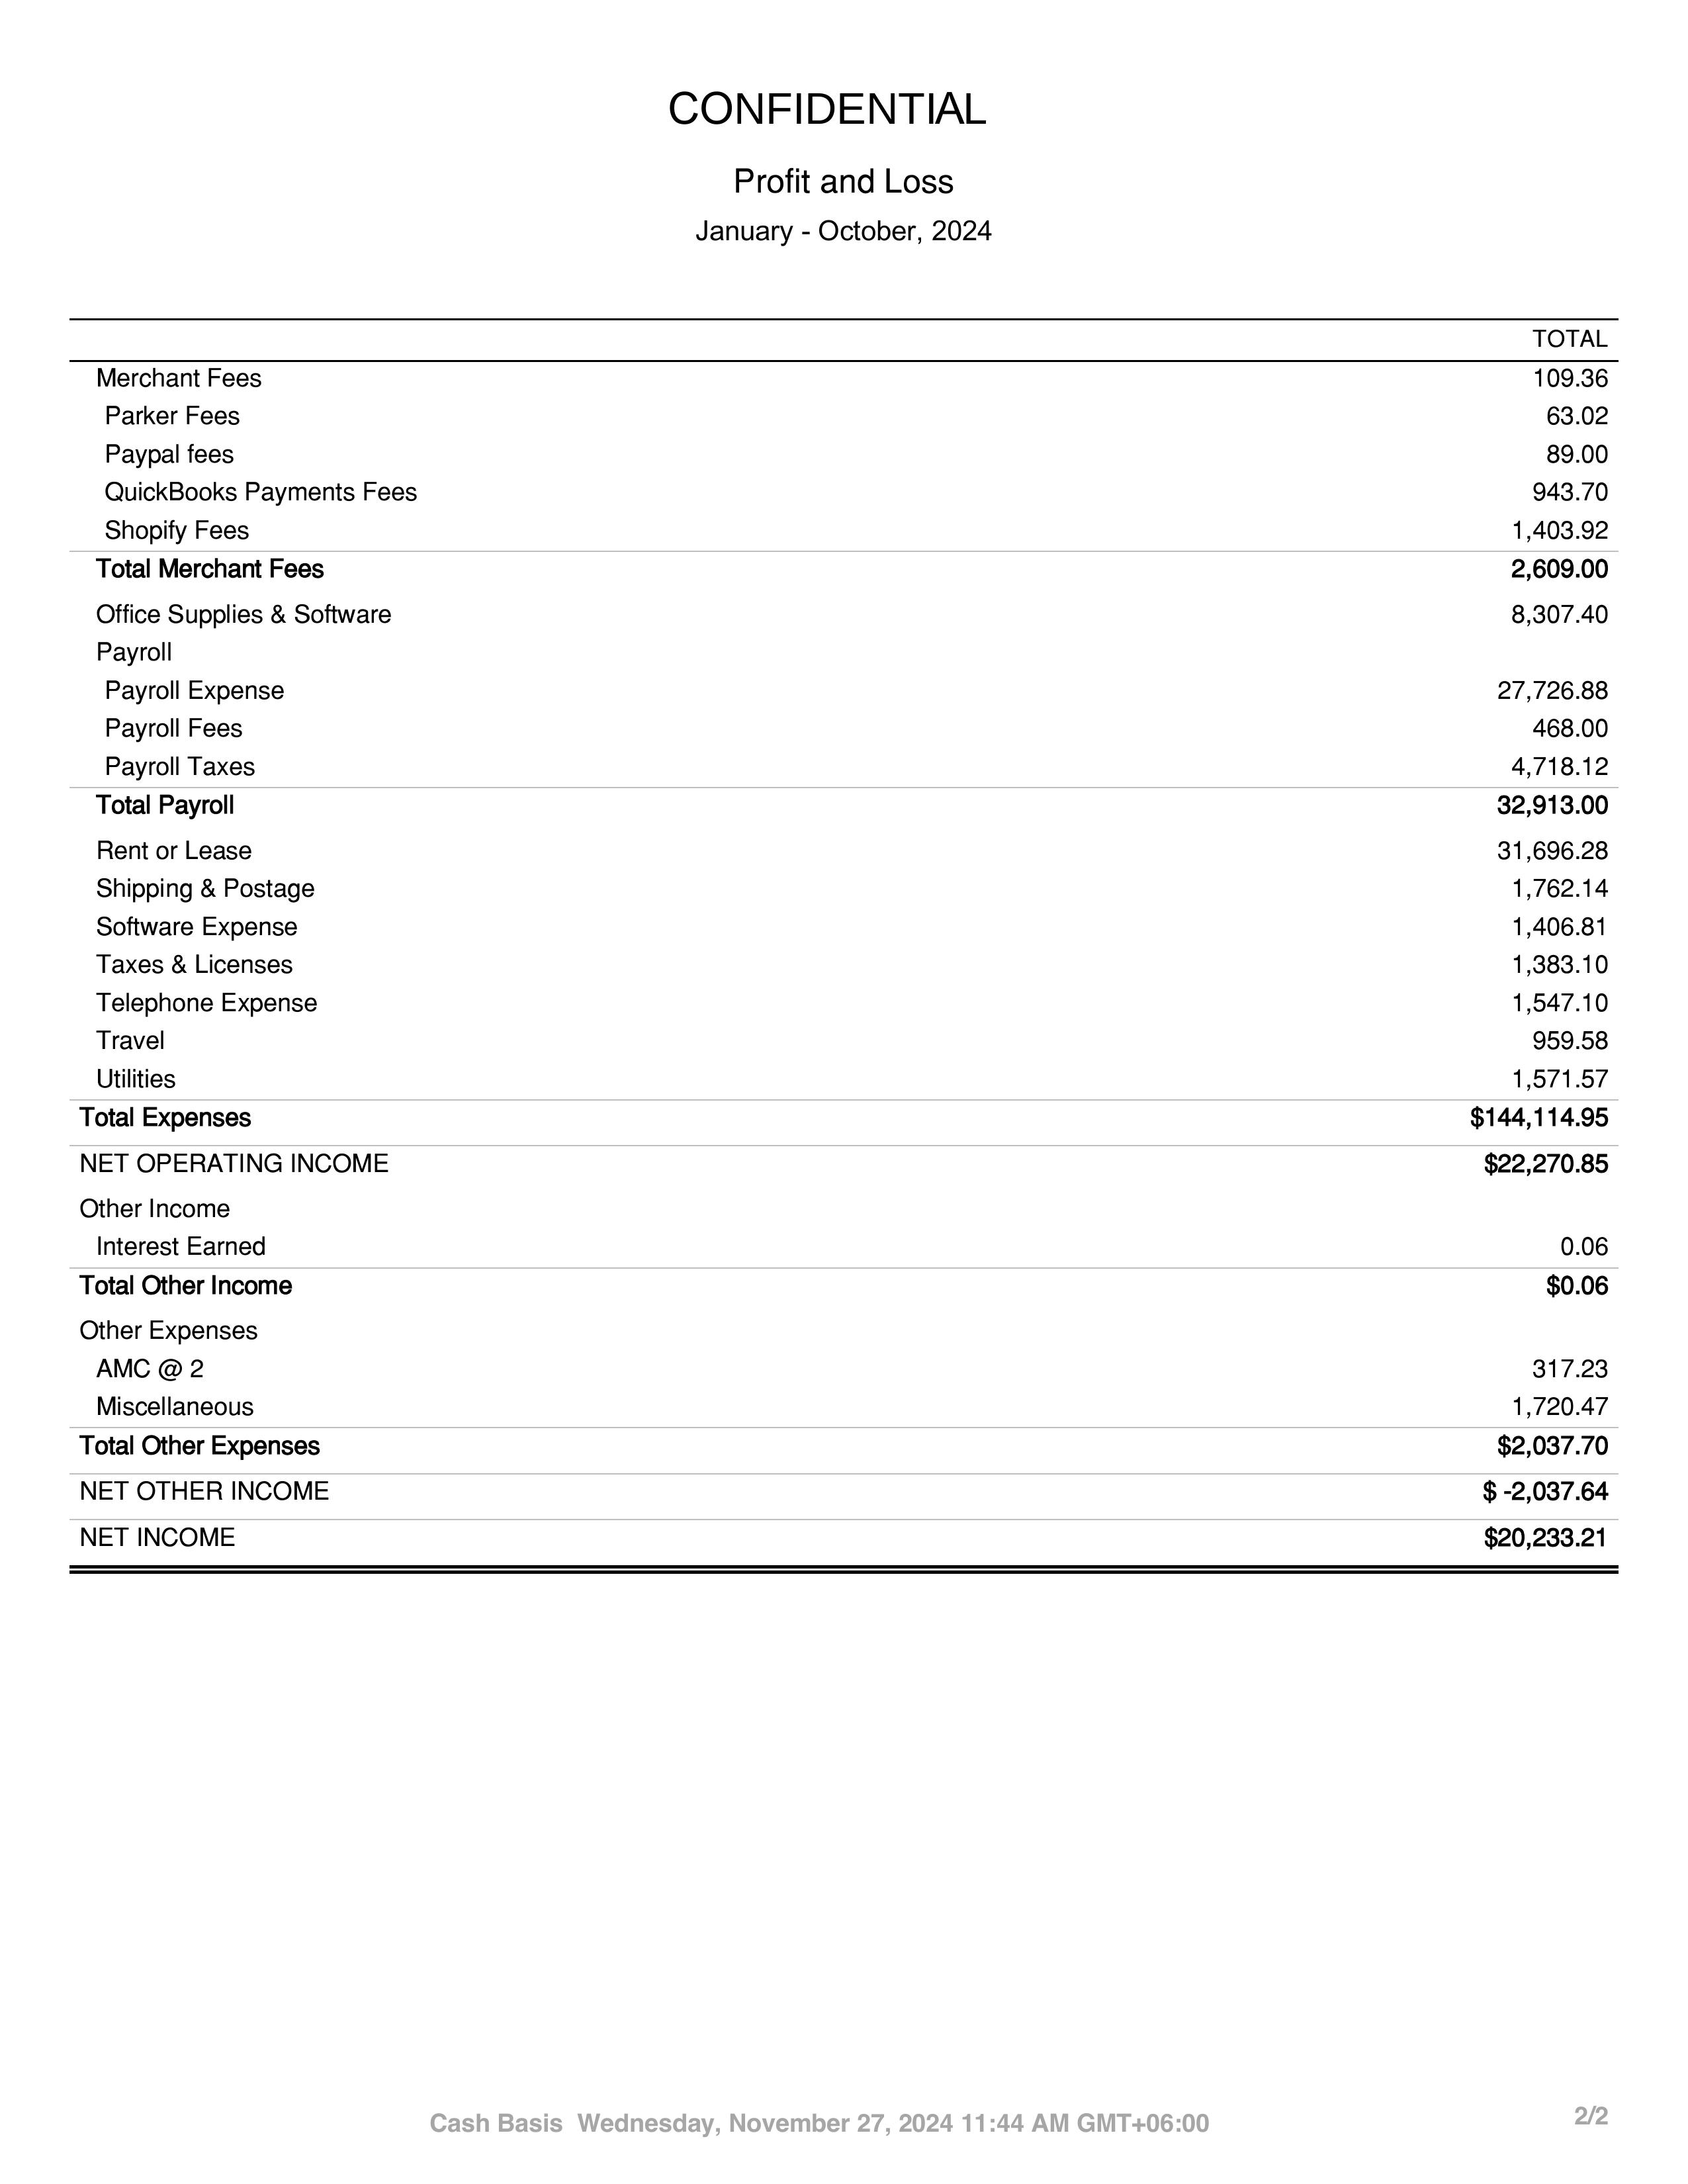 CONFIDENTIAL
Profit and Loss
January - October, 2024
TOTAL
Merchant Fees 109.36
Parker Fees 63.02
Paypal fees 89.00
QuickBooks Payments Fees 943.70
Shopify Fees 1,403.92
Total Merchant Fees 2,609.00
Office Supplies & Software 8,307.40
Payroll
Payroll Expense 27,726.88
Payroll Fees 468.00
Payroll Taxes 4,718.12
Total Payroll 32,913.00
Rent or Lease 31,696.28
Shipping & Postage 1,762.14
Software Expense 1,406.81
Taxes & Licenses 1,383.10
Telephone Expense 1,547.10
Travel 959.58
Utilities 1,571.57
Total Expenses $144,114.95
NET OPERATING INCOME $22,270.85
Other Income
Interest Earned 0.06
Total Other Income $0.06
Other Expenses
AMC @ 2 317.23
Miscellaneous 1,720.47
Total Other Expenses $2,037.70
NET OTHER INCOME $ -2,037.64
NET INCOME $20,233.21
Cash Basis Wednesday, November 27, 2024 11:44 AM GMT+06:00 2/2